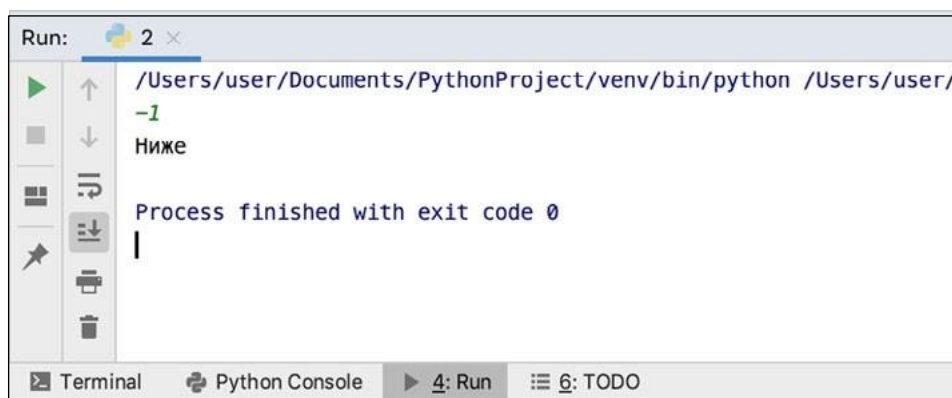 Run: 2
/Users/user/Documents/PythonProject/venv/bin/python /Users/user/
-1
Ниже
Process finished with exit code 0
Terminal Python Console 4: Run 6: TODO